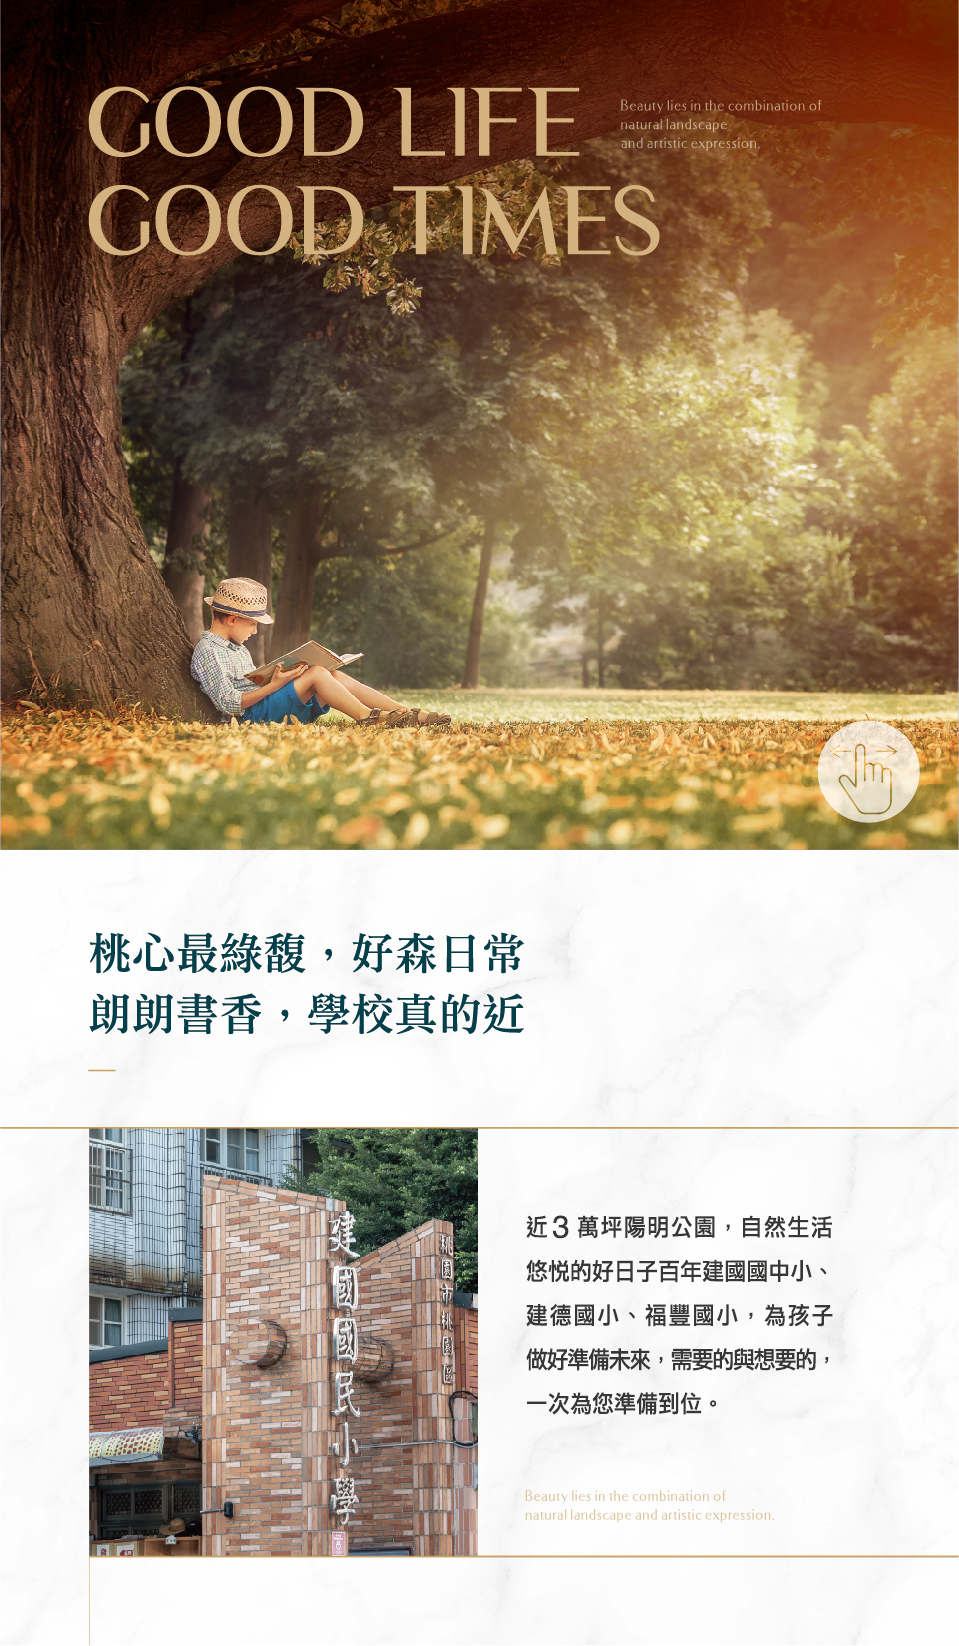 GOOD LIFE
GOOD TIMES
Beauty lies in the combination of
natural landscape
and artistic expression.
桃心最綠馥，好森日常
朗朗書香，學校真的近
建國國民小學
桃園市桃園區
近3萬坪陽明公園，自然生活
悠悅的好日子百年建國國中小、
建德國小、福豐國小，為孩子
做好準備未來，需要的與想要的，
一次為您準備到位。
Beauty lies in the combination of
natural landscape and artistic expression.